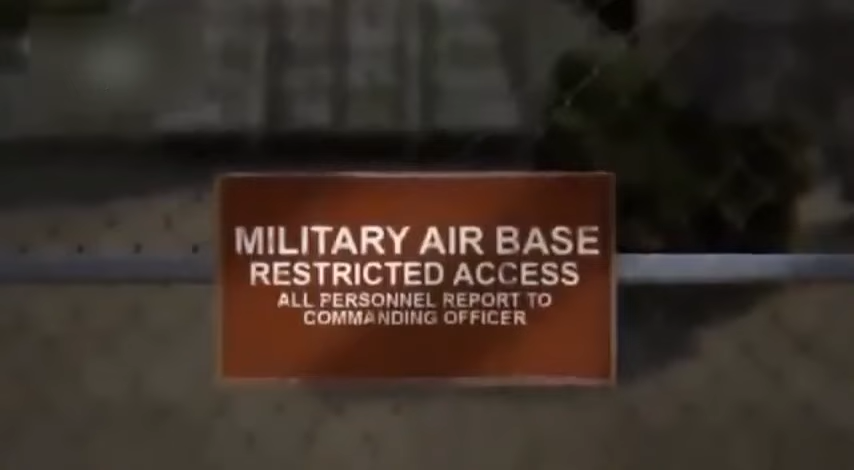 MILITARY AIR BASE
RESTRICTED ACCESS
ALL PERSONNEL REPORT TO
COMMANDING OFFICER